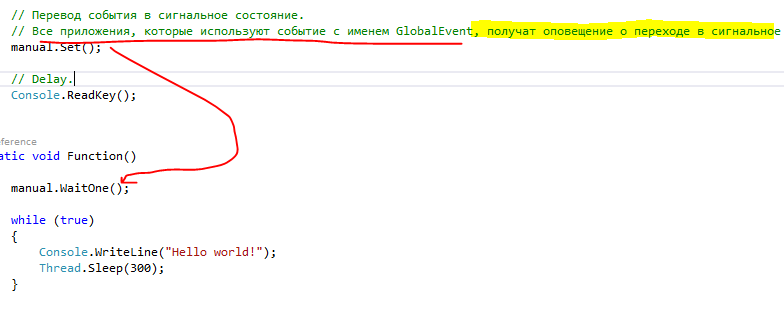 // Перевод события в сигнальное состояние.
// Все приложения, которые используют событие с именем GlobalEvent, получат оповещение о переходе в сигнальное
manual.Set();
// Delay.
Console.ReadKey();
eference
atic void Function()
manual.WaitOne();
while (true)
{
Console.WriteLine("Hello world!");
Thread.Sleep(300);
}